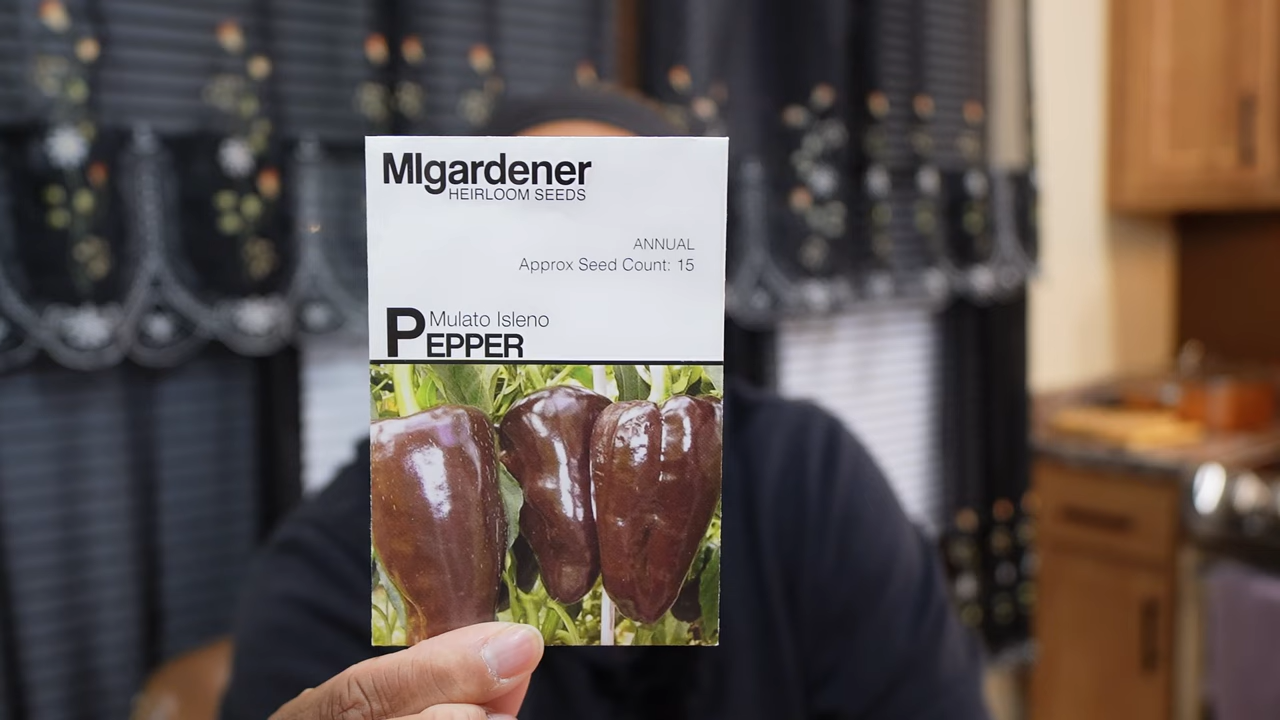 MIgardener
HEIRLOOM SEEDS
ANNUAL
Approx Seed Count: 15
Mulato Isleno
PEPPER